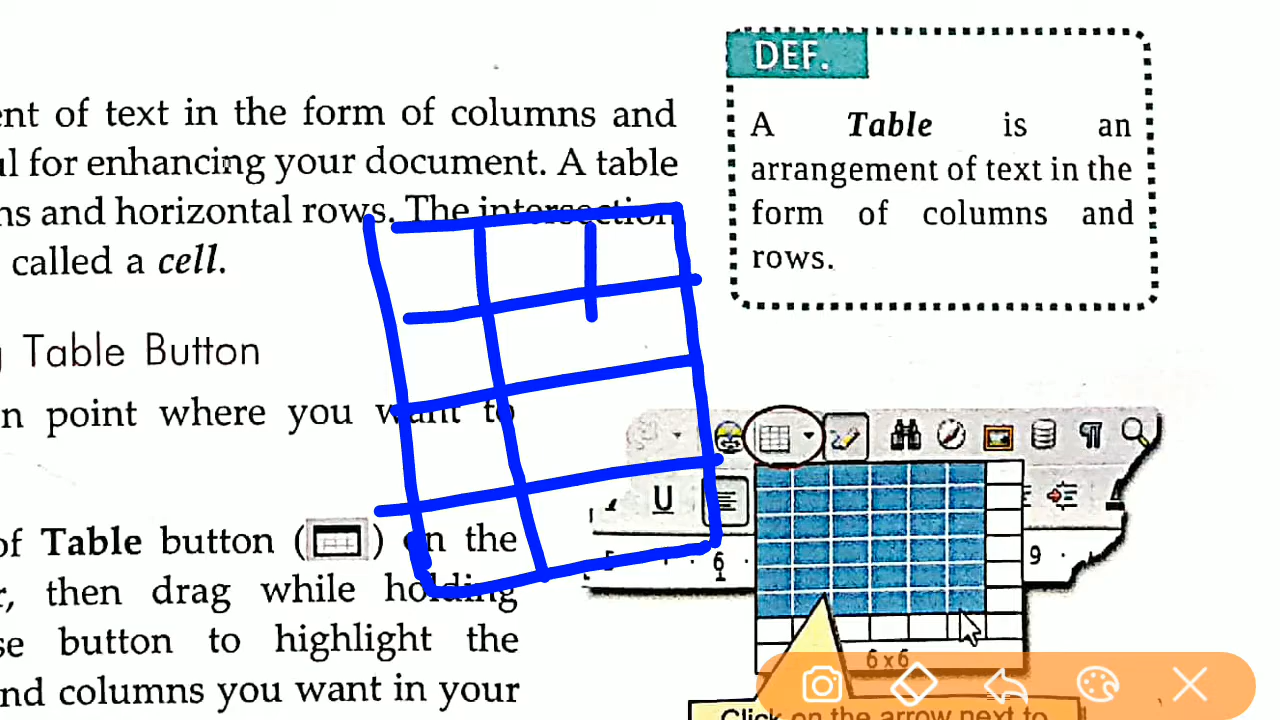 ent of text in the form of columns and
ul for enhancing your document. A table
ns and horizontal rows. The intersection
called a cell.
g Table Button
n point where you want to
of Table button ( ) on the
r, then drag while holding
se button to highlight the
nd columns you want in your
DEF.
A Table is an
arrangement of text in the
form of columns and
rows.
U
5 6 9
6 x 6
Click on the arrow next to